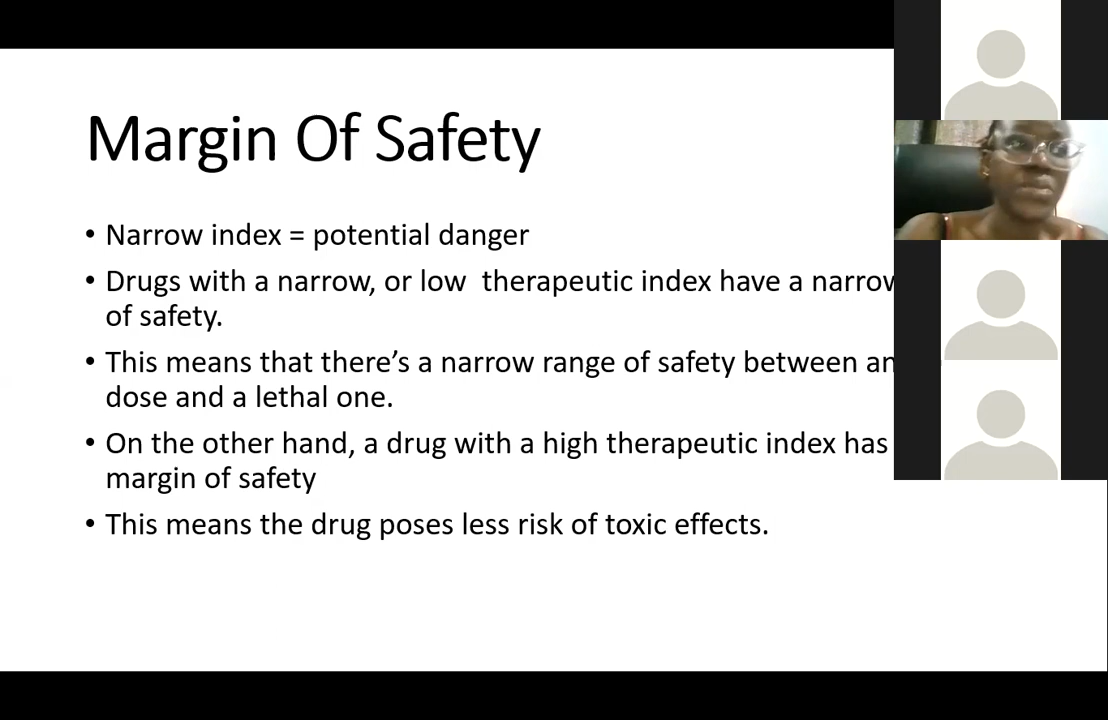 Margin Of Safety
• Narrow index = potential danger
• Drugs with a narrow, or low therapeutic index have a narrow
of safety.
• This means that there’s a narrow range of safety between an
dose and a lethal one.
• On the other hand, a drug with a high therapeutic index has
margin of safety
• This means the drug poses less risk of toxic effects.